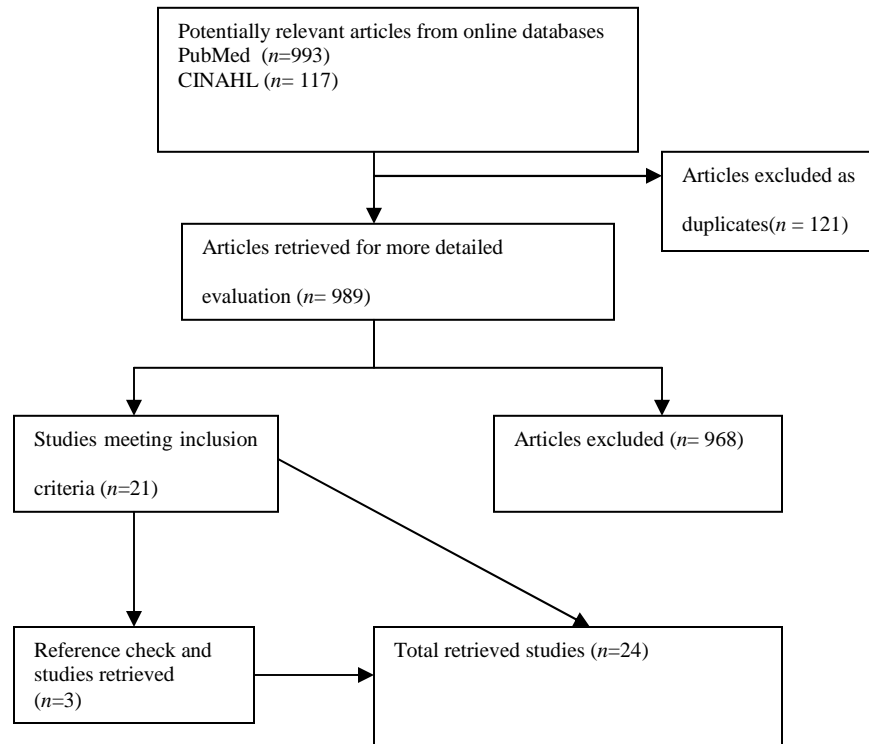 Potentially relevant articles from online databases
PubMed (n=993)
CINAHL (n= 117)
Articles excluded as
duplicates(n = 121)
Articles retrieved for more detailed
evaluation (n= 989)
Studies meeting inclusion
criteria (n=21)
Articles excluded (n= 968)
Reference check and
studies retrieved
(n=3)
Total retrieved studies (n=24)